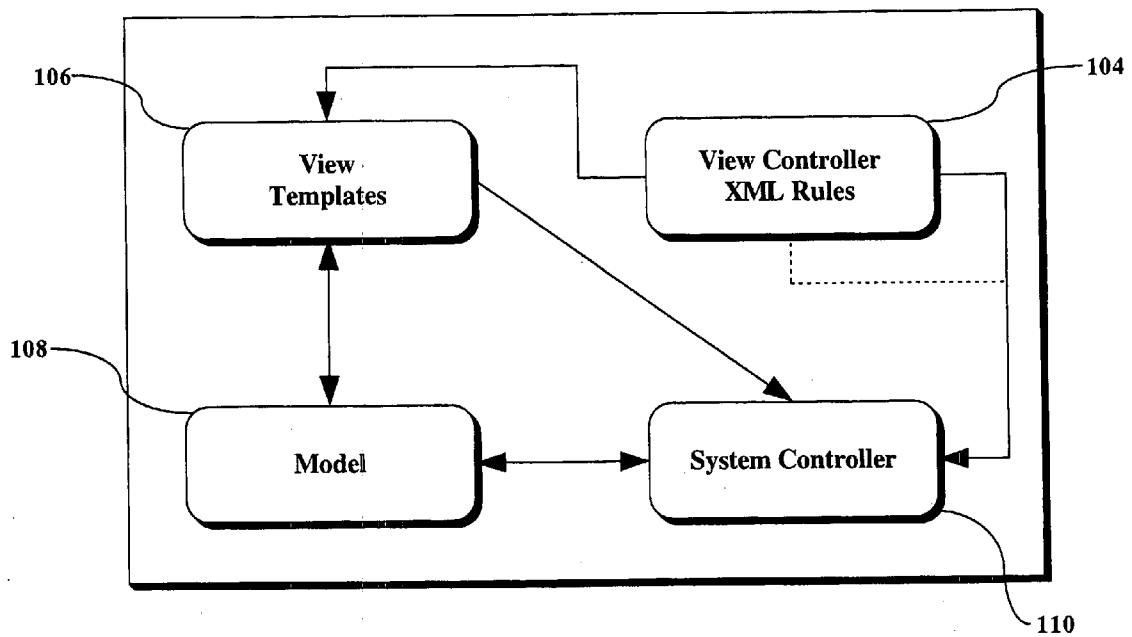 106
104
View
Templates
View Controller
XML Rules
108
Model
System Controller
110